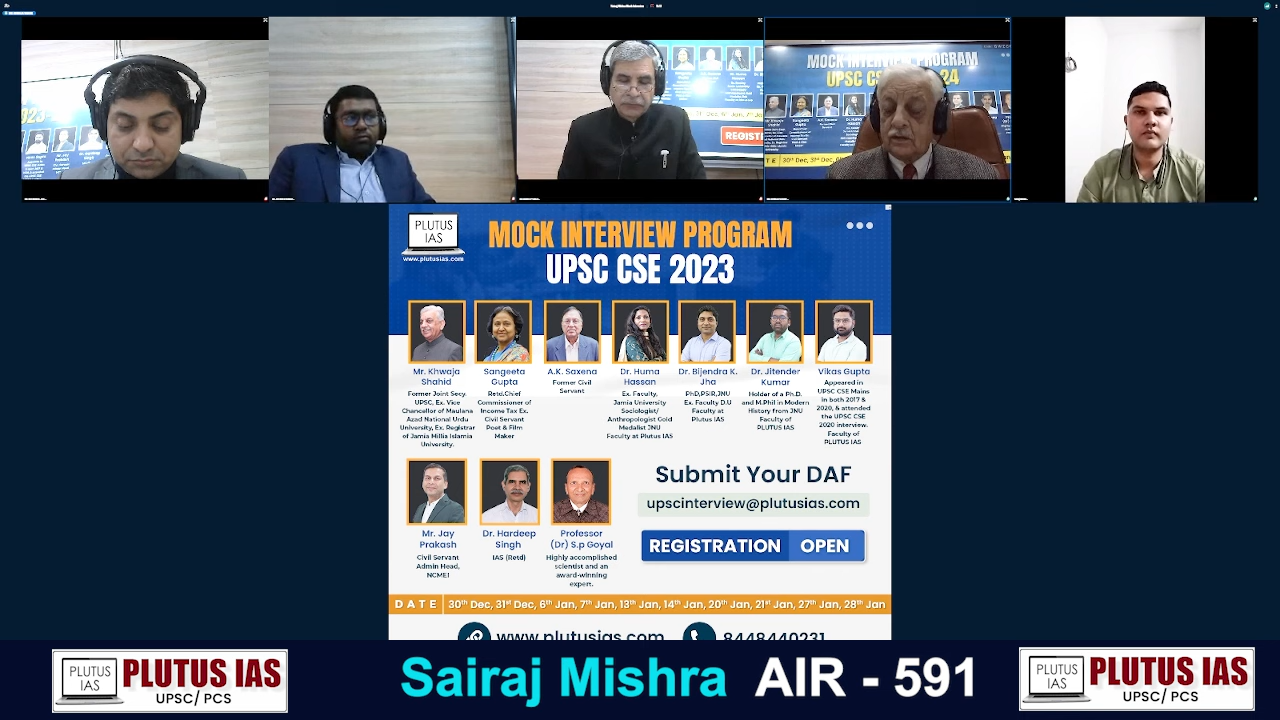 MOCK INTERVIEW PROGRAM
REGIST
PLUTUS
IAS
www.plutusias.com
MOCK INTERVIEW PROGRAM
UPSC CSE 2023
Mr. Khwaja
Shahid
Former Joint Secy.
UPSC, Ex. Vice
Chancellor of Maulana
Azad National Urdu
University, Ex. Registrar
of Jamia Millia Islamia
University.
Sangeeta
Gupta
Retd.Chief
Commissioner of
Income Tax Ex.
Civil Servant
Poet & Film
Maker
A.K. Saxena
Former Civil
Servant
Dr. Huma
Hassan
Ex. Faculty,
Jamia University
Sociologist/
Anthropologist Gold
Medalist JNU
Faculty at Plutus IAS
Dr. Bijendra K.
Jha
PhD,PSIR,JNU
Ex. Faculty D.U
Faculty at
Plutus IAS
Dr. Jitender
Kumar
Holder of a Ph.D.
and M.Phil in Modern
History from JNU
Faculty of
PLUTUS IAS
Vikas Gupta
Appeared in
UPSC CSE Mains
in both 2017 &
2020, & attended
the UPSC CSE
2020 interview.
Faculty of
PLUTUS IAS
Mr. Jay
Prakash
Civil Servant
Admin Head,
NCMEI
Dr. Hardeep
Singh
IAS (Retd)
Professor
(Dr) S.p Goyal
Highly accomplished
scientist and an
award-winning
expert.
Submit Your DAF
upscinterview@plutusias.com
REGISTRATION OPEN
DATE 30th Dec, 31st Dec, 6th Jan, 7th Jan, 13th Jan, 14th Jan, 20th Jan, 21st Jan, 27th Jan, 28th Jan
www.plutusias.com 8448440231
PLUTUS
IAS
PLUTUS IAS
UPSC/ PCS
Sairaj Mishra AIR - 591
PLUTUS
IAS
PLUTUS IAS
UPSC/ PCS